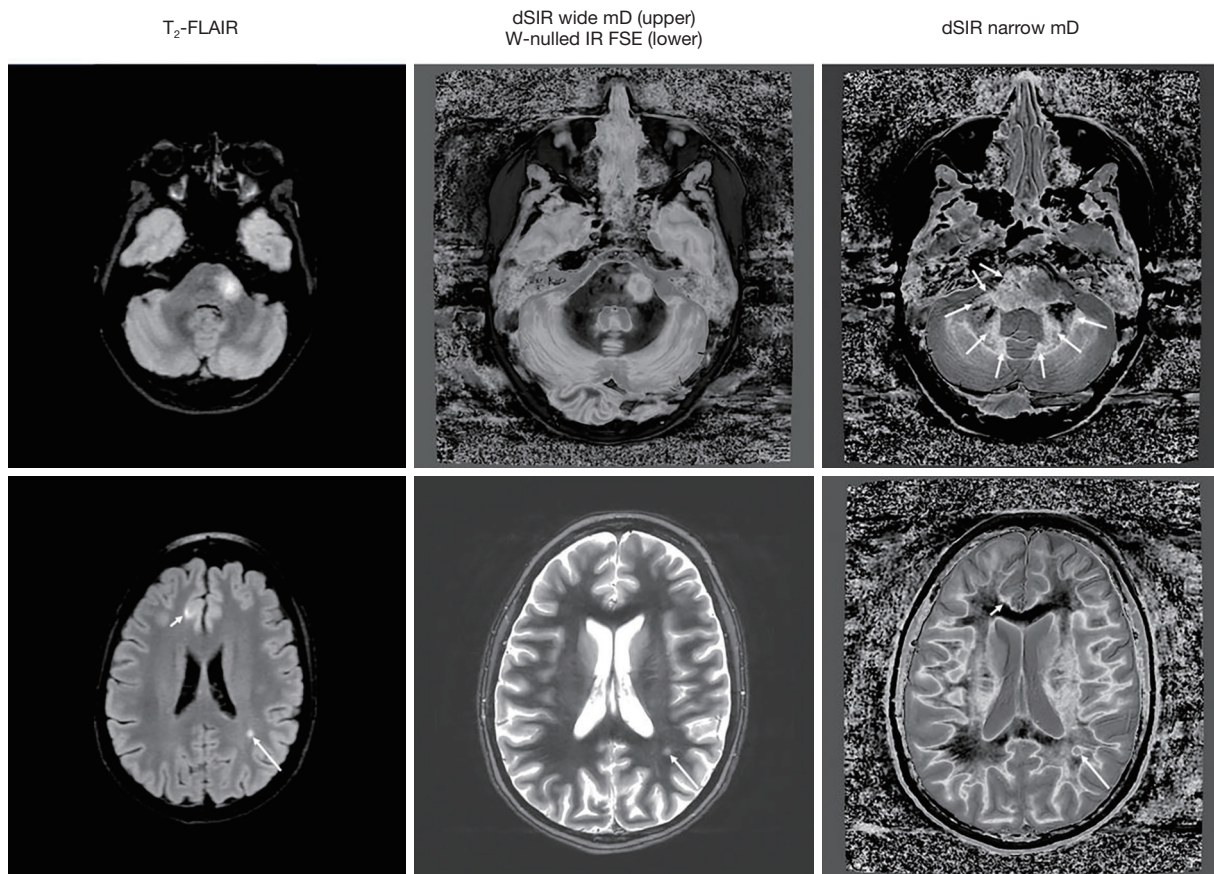 T₂-FLAIR
dSIR wide mD (upper)
W-nulled IR FSE (lower)
dSIR narrow mD